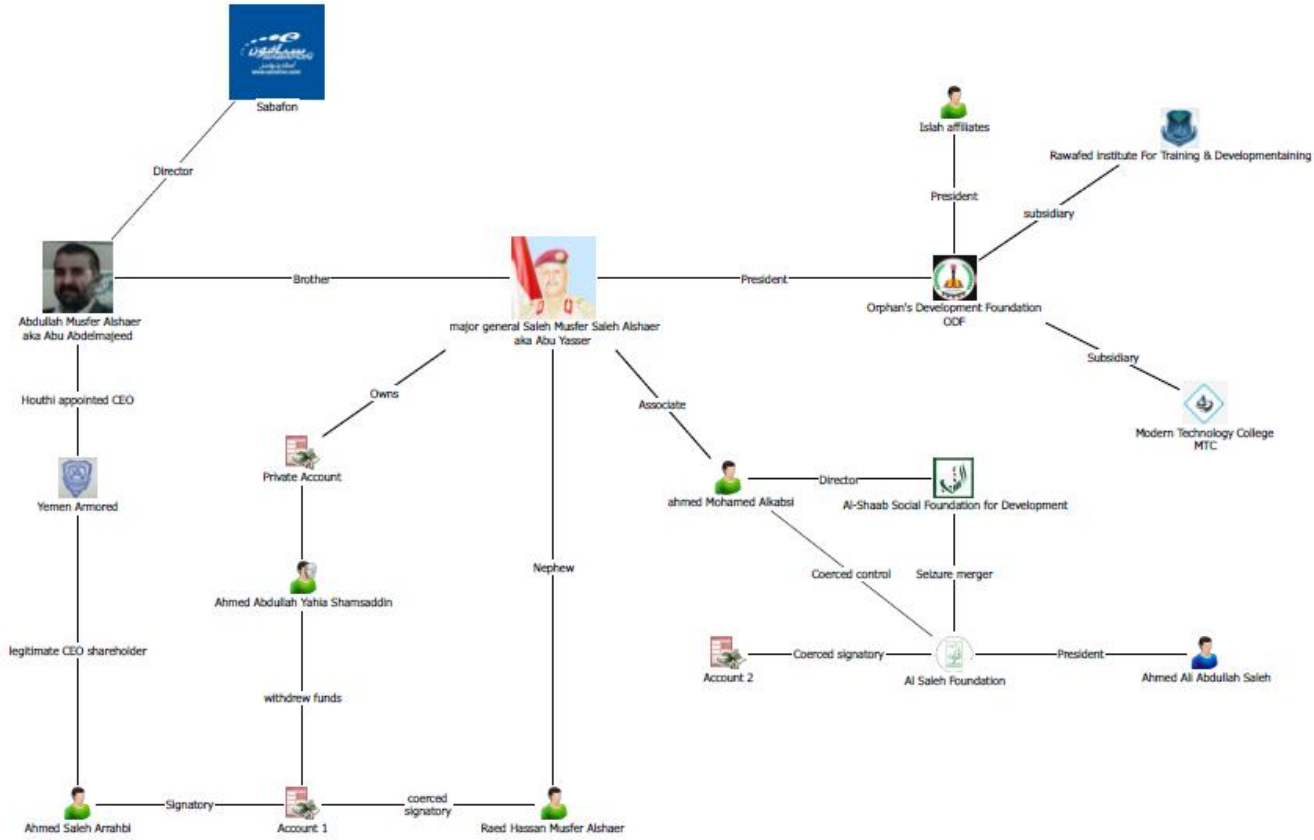 سبأفون
www.sabafon.com
Sabafon
Director
Islah affiliates
Rawafed Institute For Training & Developmentaining
President
subsidiary
Brother
President
Abdullah Musfer Alshaer
aka Abu Abdelmajeed
major general Saleh Musfer Saleh Alshaer
aka Abu Yasser
Orphan's Development Foundation
ODF
Subsidiary
Houthi appointed CEO
Owns
Associate
Modern Technology College
MTC
Private Account
Yemen Armored
ahmed Mohamed Alkabsi
Director
Al-Shaab Social Foundation for Development
Nephew
Coerced control
Seizure merger
Ahmed Abdullah Yahia Shamsaddin
legitimate CEO shareholder
Coerced signatory
President
Account 2
Al Saleh Foundation
Ahmed Ali Abdullah Saleh
withdrew funds
Signatory
coerced
signatory
Ahmed Saleh Arrahbi
Account 1
Raed Hassan Musfer Alshaer